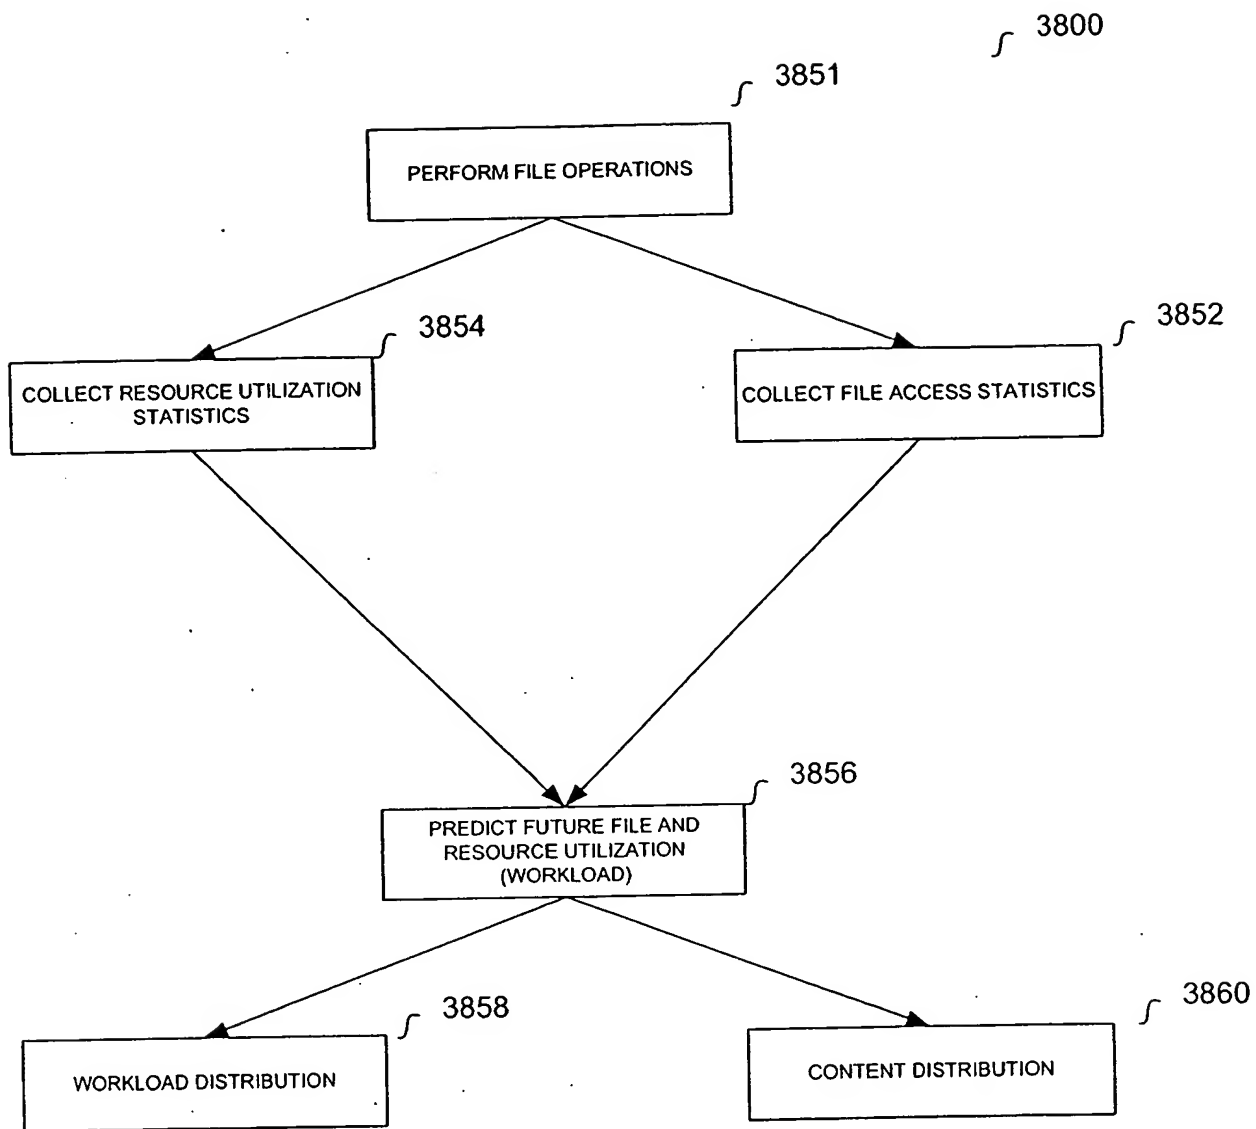 3800
3851
PERFORM FILE OPERATIONS
3854
3852
COLLECT RESOURCE UTILIZATION
STATISTICS
COLLECT FILE ACCESS STATISTICS
3856
PREDICT FUTURE FILE AND
RESOURCE UTILIZATION
(WORKLOAD)
3858
3860
WORKLOAD DISTRIBUTION
CONTENT DISTRIBUTION